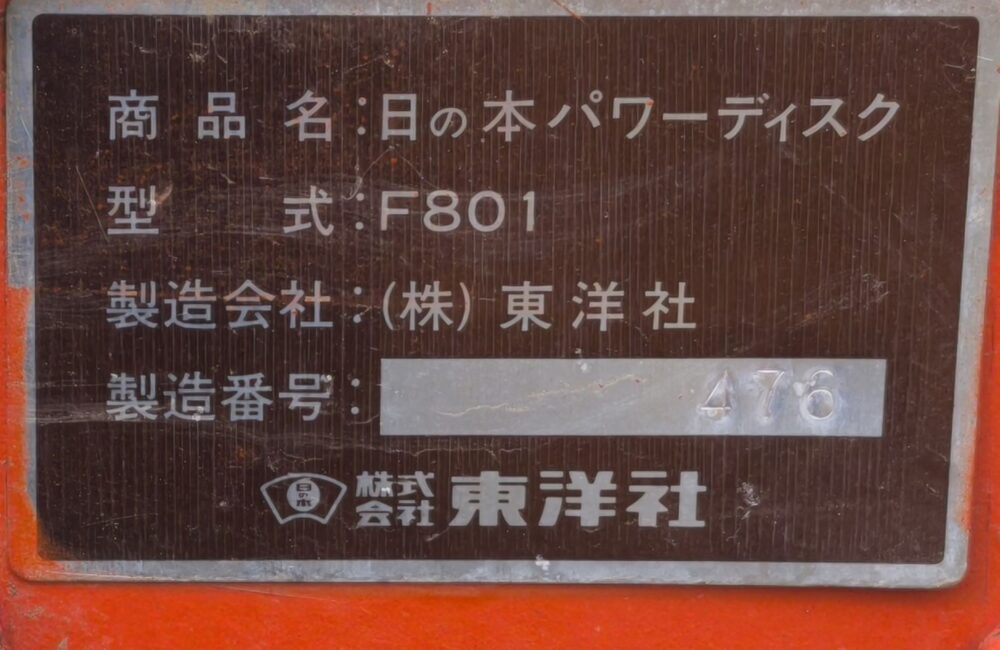 商品名:日の本パワーディスク
型式:F801
製造会社:(株)東洋社
製造番号: 476
日の本 株式会社 東洋社